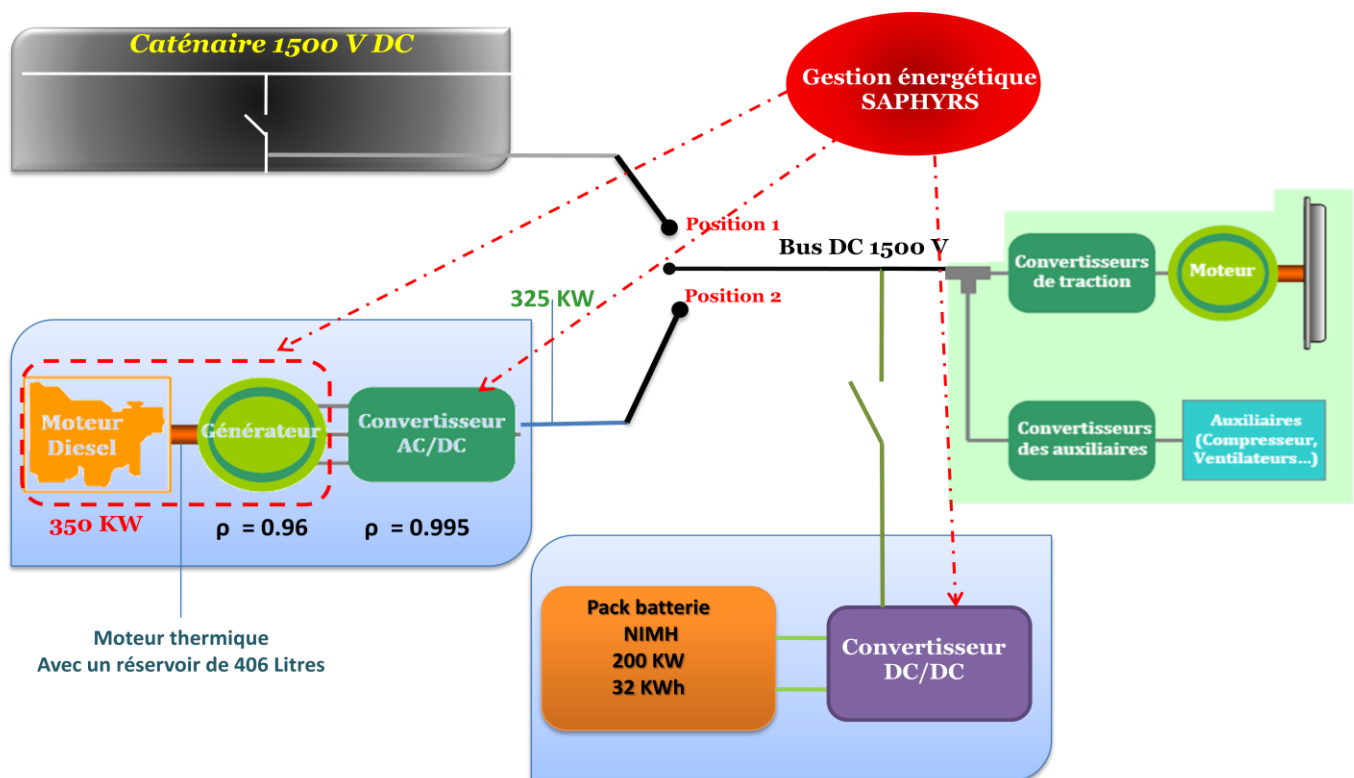 Caténaire 1500 V DC
Gestion énergétique
SAPHYRS
Position 1
Bus DC 1500 V
Convertisseurs
de traction
Moteur
325 KW
Position 2
Moteur
Diesel
Générateur
Convertisseur
AC/DC
Convertisseurs
des auxiliaires
Auxiliaires
(Compresseur,
Ventilateurs...)
350 KW
ρ = 0.96
ρ = 0.995
Pack batterie
NIMH
200 KW
32 KWh
Convertisseur
DC/DC
Moteur thermique
Avec un réservoir de 406 Litres